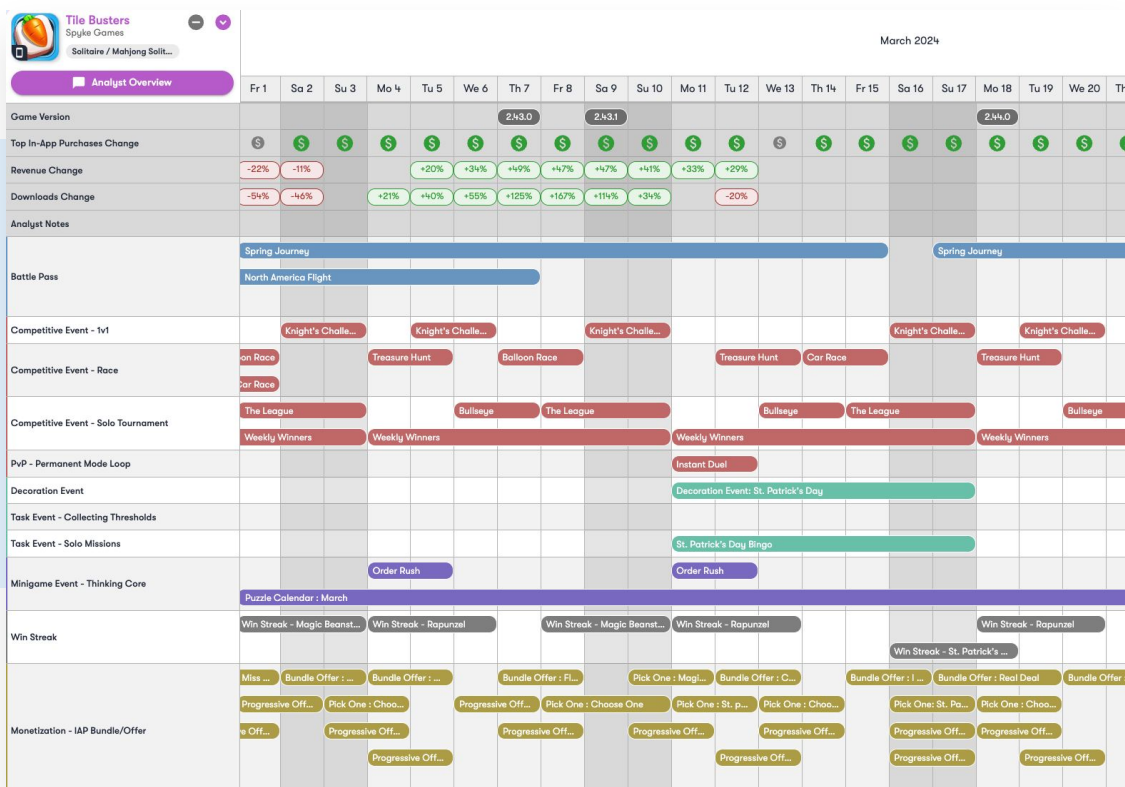 Tile Busters
Spyke Games
Solitaire / Mahjong Solit...
Analyst Overview
March 2024
Fr 1 Sa 2 Su 3 Mo 4 Tu 5 We 6 Th 7 Fr 8 Sa 9 Su 10 Mo 11 Tu 12 We 13 Th 14 Fr 15 Sa 16 Su 17 Mo 18 Tu 19 We 20 Th
Game Version 2.43.0 2.43.1 2.44.0
Top In-App Purchases Change $ $ $ $ $ $ $ $ $ $ $ $ $ $ $ $ $ $ $ $
Revenue Change -22% -11% +20% +34% +49% +47% +47% +41% +33% +29%
Downloads Change -54% -46% +21% +40% +55% +125% +167% +114% +34% -20%
Analyst Notes
Battle Pass
Spring Journey Spring Journey
North America Flight
Competitive Event - 1v1 Knight's Challe... Knight's Challe... Knight's Challe... Knight's Challe... Knight's Challe...
Competitive Event - Race
on Race Treasure Hunt Balloon Race Treasure Hunt Car Race Treasure Hunt
Car Race
Competitive Event - Solo Tournament
The League Bullseye The League Bullseye The League Bullseye
Weekly Winners Weekly Winners Weekly Winners Weekly Winners
PvP - Permanent Mode Loop Instant Duel
Decoration Event Decoration Event: St. Patrick's Day
Task Event - Collecting Thresholds
Task Event - Solo Missions St. Patrick's Day Bingo
Minigame Event - Thinking Core
Order Rush Order Rush
Puzzle Calendar : March
Win Streak
Win Streak - Magic Beanst... Win Streak - Rapunzel Win Streak - Magic Beanst... Win Streak - Rapunzel Win Streak - Rapunzel
Win Streak - St. Patrick's ...
Monetization - IAP Bundle/Offer
Miss ... Bundle Offer : ... Bundle Offer : ... Bundle Offer : Fl... Pick One : Magi... Bundle Offer : C... Bundle Offer : I ... Bundle Offer : Real Deal Bundle Offer :
Progressive Off... Pick One : Choo... Progressive Off... Pick One : Choose One Pick One : St. p... Pick One : Choo... Pick One: St. Pa... Pick One : Choo...
e Off... Progressive Off... Progressive Off... Progressive Off... Progressive Off... Progressive Off... Progressive Off...
Progressive Off... Progressive Off... Progressive Off... Progressive Off...